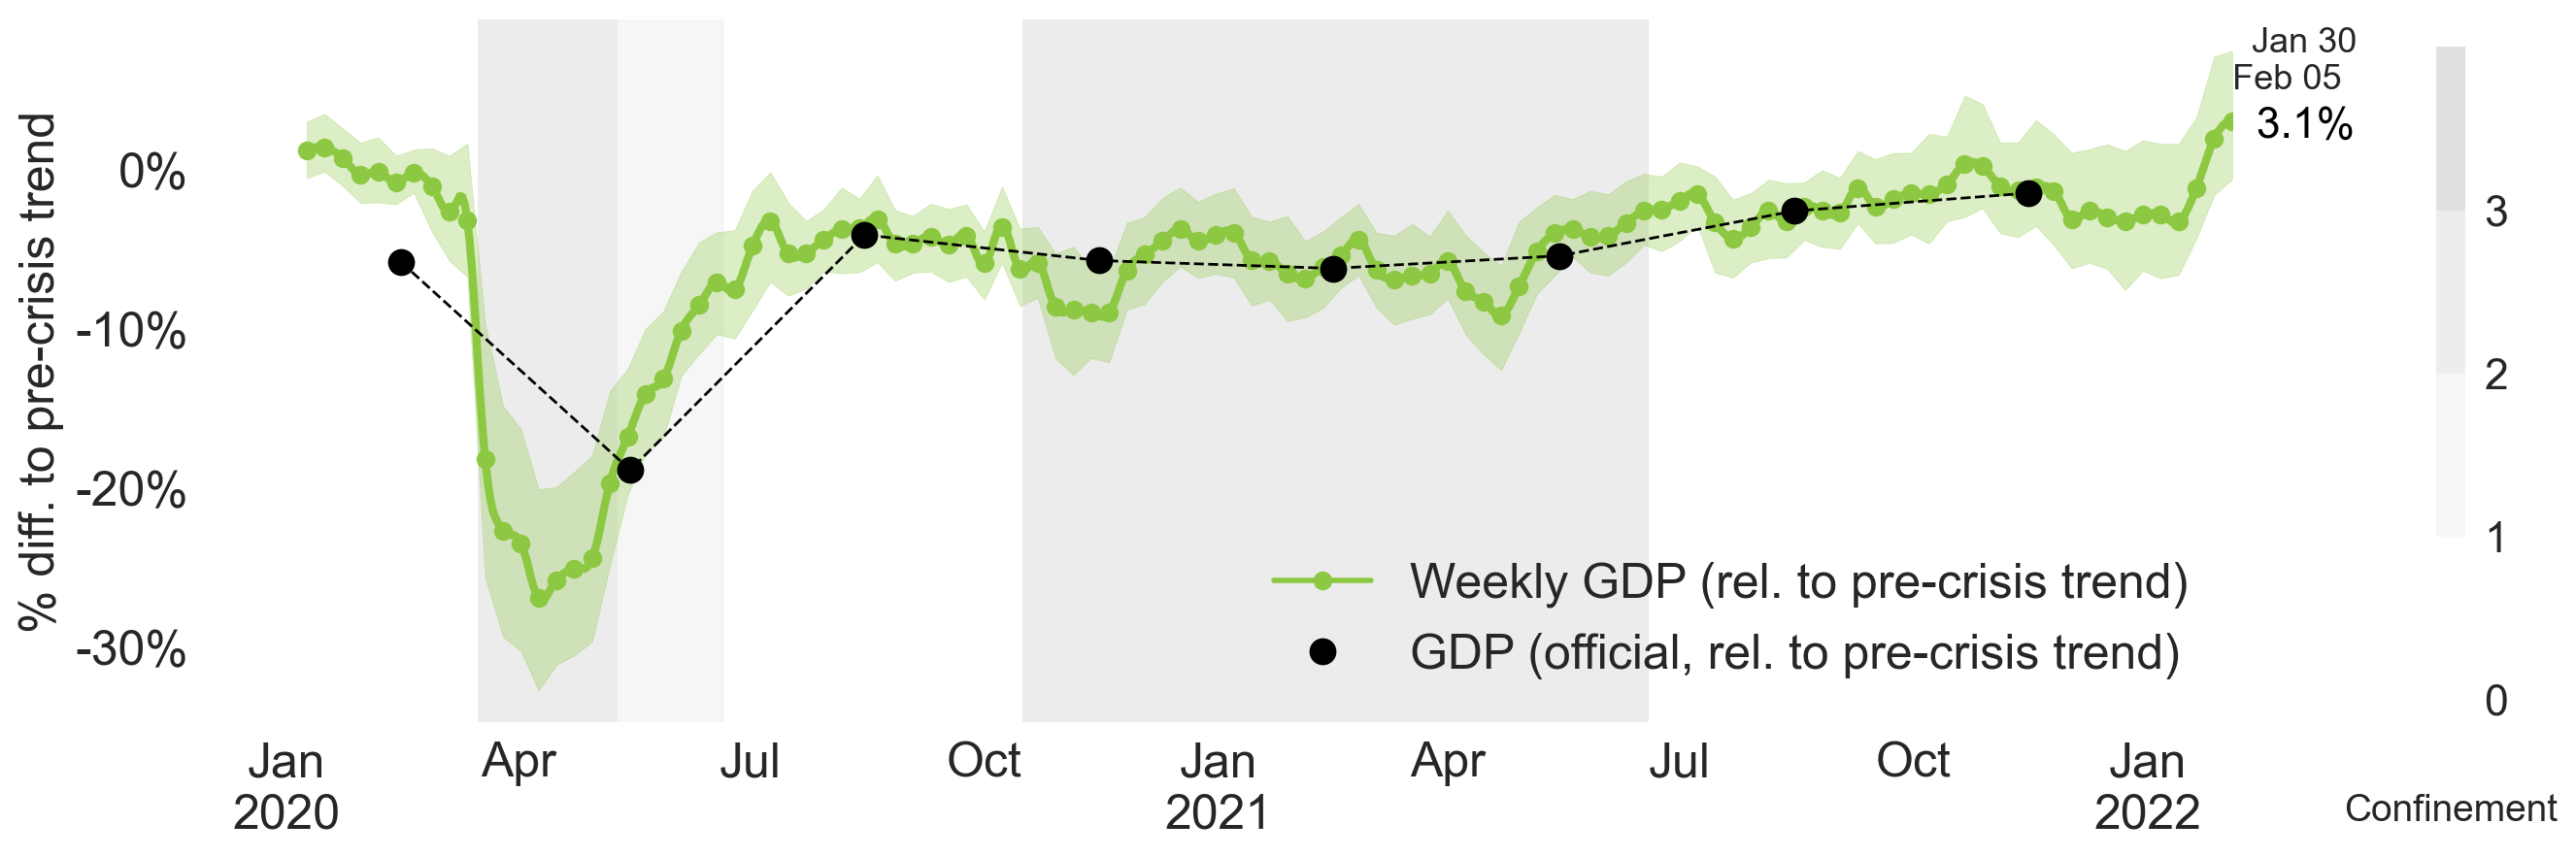 % diff. to pre-crisis trend
0%
-10%
-20%
-30%
Jan 30
Feb 05
3.1%
3
2
1
0
Weekly GDP (rel. to pre-crisis trend)
GDP (official, rel. to pre-crisis trend)
Jan Apr Jul Oct Jan Apr Jul Oct Jan
2020 2021 2022
Confinement